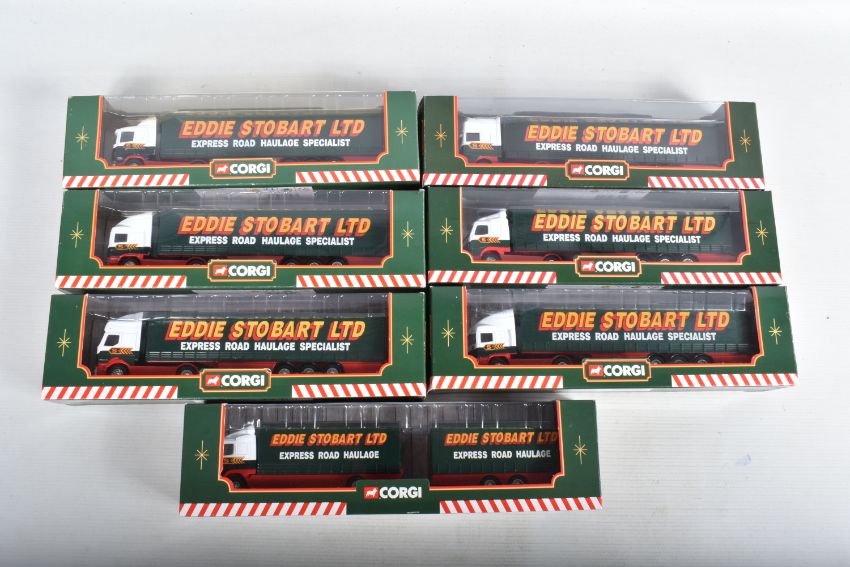 EDDIE STOBART LTD
EXPRESS ROAD HAULAGE SPECIALIST
CORGI
EDDIE STOBART LTD
EXPRESS ROAD HAULAGE SPECIALIST
CORGI
EDDIE STOBART LTD
EXPRESS ROAD HAULAGE SPECIALIST
CORGI
EDDIE STOBART LTD
EXPRESS ROAD HAULAGE SPECIALIST
CORGI
EDDIE STOBART LTD
EXPRESS ROAD HAULAGE SPECIALIST
CORGI
EDDIE STOBART LTD
EXPRESS ROAD HAULAGE SPECIALIST
CORGI
EDDIE STOBART LTD
EXPRESS ROAD HAULAGE
EDDIE STOBART LTD
EXPRESS ROAD HAULAGE
CORGI